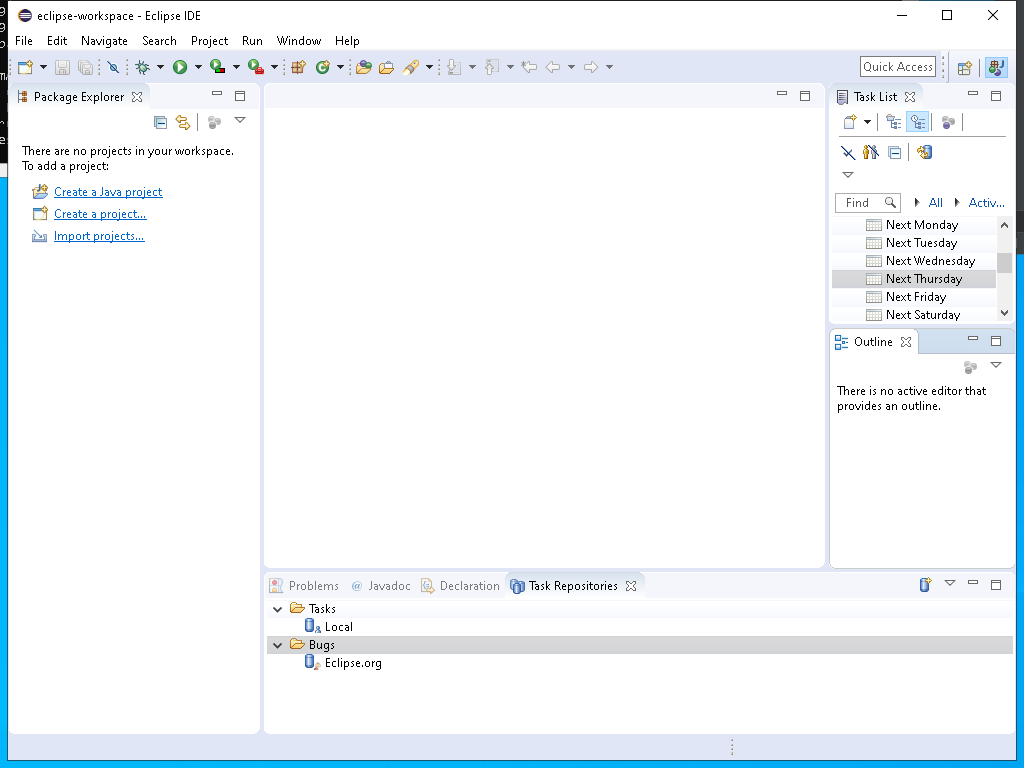 eclipse-workspace - Eclipse IDE
File Edit Navigate Search Project Run Window Help
Quick Access
Package Explorer
There are no projects in your workspace.
To add a project:
Create a Java project
Create a project...
Import projects...
Task List
Find All Activ...
Next Monday
Next Tuesday
Next Wednesday
Next Thursday
Next Friday
Next Saturday
Outline
There is no active editor that
provides an outline.
Problems @ Javadoc Declaration Task Repositories
Tasks
Local
Bugs
Eclipse.org